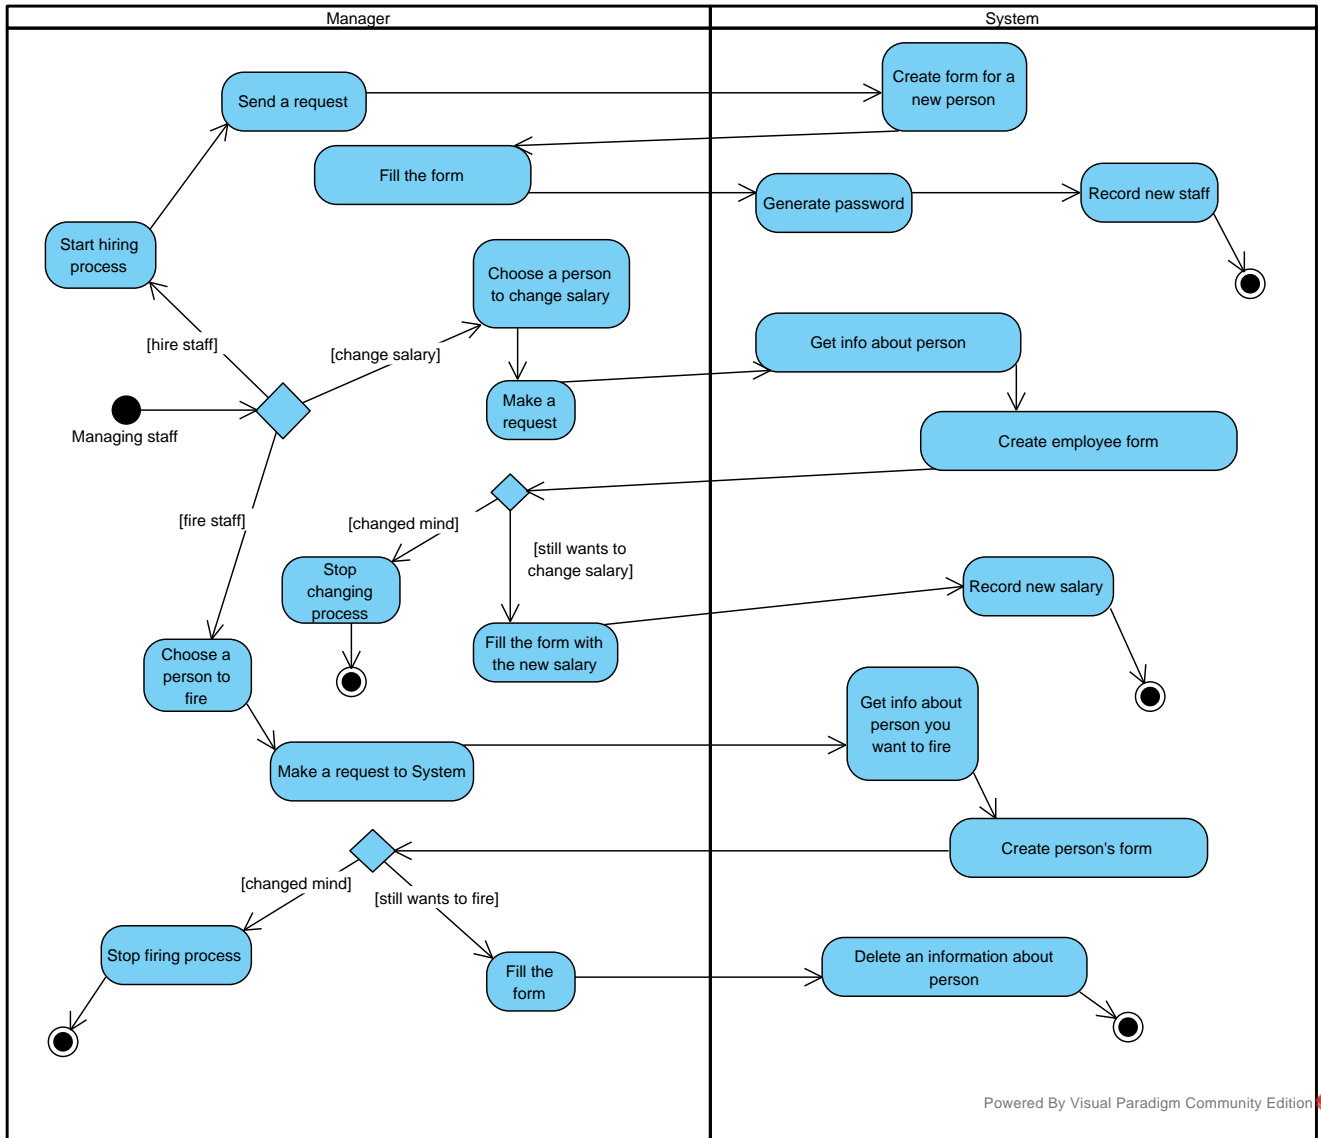 Manager
System
Send a request
Create form for a
new person
Fill the form
Generate password
Record new staff
Start hiring
process
Choose a person
to change salary
[hire staff]
[change salary]
Get info about person
Managing staff
Make a
request
Create employee form
[fire staff]
[changed mind]
[still wants to
change salary]
Stop
changing
process
Record new salary
Fill the form with
the new salary
Choose a
person to
fire
Get info about
person you
want to fire
Make a request to System
Create person's form
[changed mind]
[still wants to fire]
Stop firing process
Fill the
form
Delete an information about
person
Powered By Visual Paradigm Community Edition